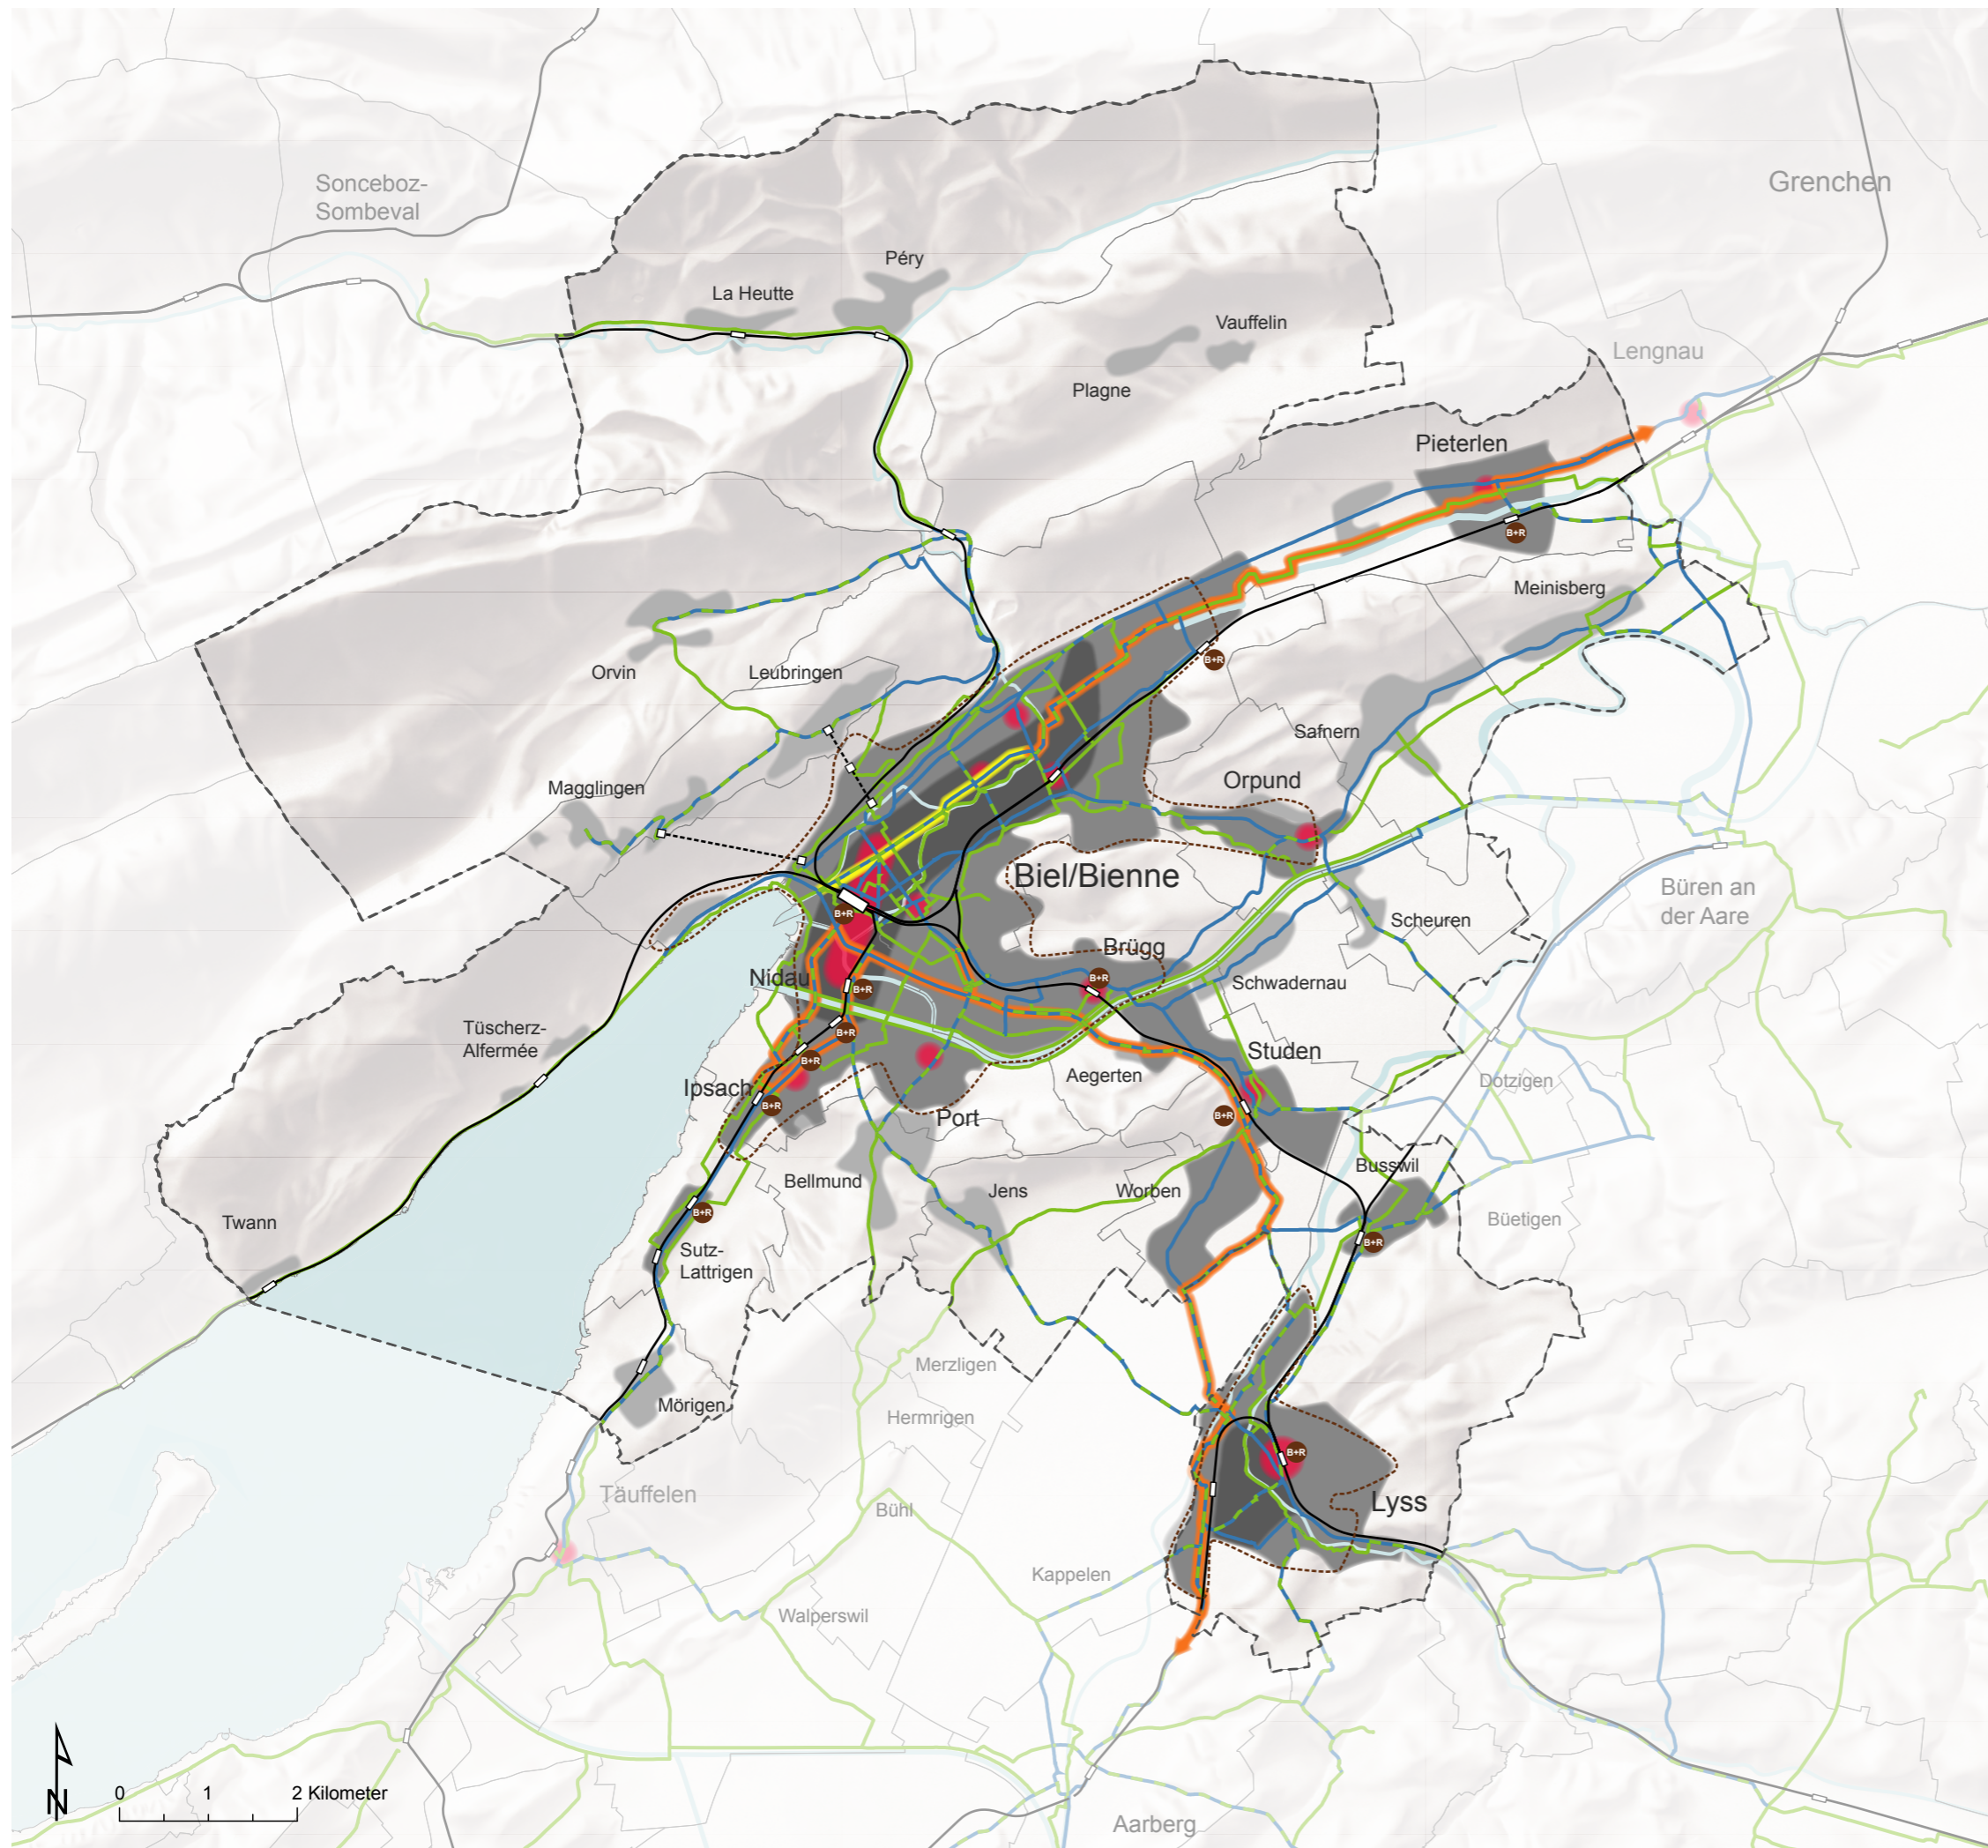 Sonceboz-
Sombeval
Grenchen
Péry
La Heutte
Vauffelin
Lengnau
Plagne
Pieterlen
B+R
Meinisberg
Orvin
Leubringen
B+R
Safnern
Magglingen
Orpund
Biel/Bienne
Büren an
der Aare
B+R
Scheuren
Brügg
Nidau
B+R
B+R
Schwadernau
Tüscherz-
Alfermée
B+R
Studen
B+R
Aegerten
Ipsach
Dotzigen
B+R
B+R
Port
Busswil
Bellmund
Jens
Worben
B+R
Twann
Büetigen
B+R
Sutz-
Lattrigen
Merzligen
Mörigen
Hermrigen
B+R
Täuffelen
Lyss
Bühl
Kappelen
Walperswil
N
0 1 2 Kilometer
Aarberg